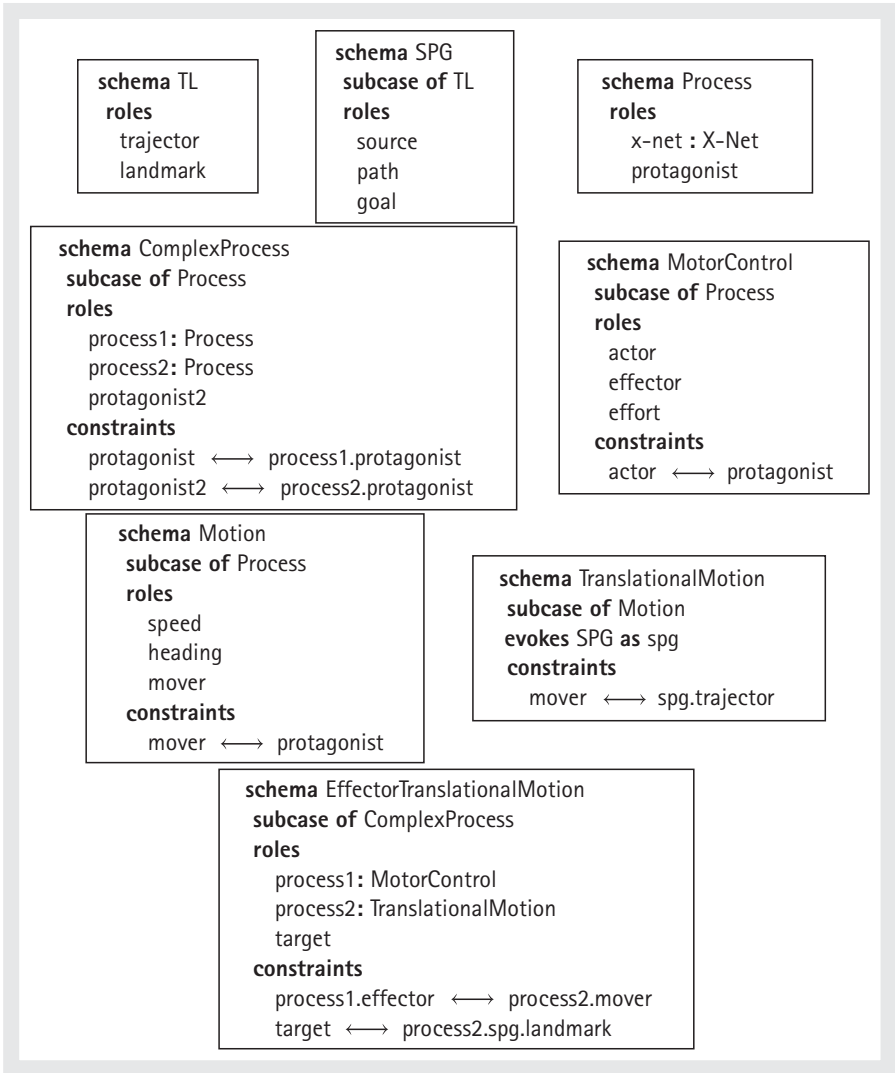 schema TL
roles
trajector
landmark
schema SPG
subcase of TL
roles
source
path
goal
schema Process
roles
x-net : X-Net
protagonist
schema ComplexProcess
subcase of Process
roles
process1: Process
process2: Process
protagonist2
constraints
protagonist ⟷ process1.protagonist
protagonist2 ⟷ process2.protagonist
schema MotorControl
subcase of Process
roles
actor
effector
effort
constraints
actor ⟷ protagonist
schema Motion
subcase of Process
roles
speed
heading
mover
constraints
mover ⟷ protagonist
schema TranslationalMotion
subcase of Motion
evokes SPG as spg
constraints
mover ⟷ spg.trajector
schema EffectorTranslationalMotion
subcase of ComplexProcess
roles
process1: MotorControl
process2: TranslationalMotion
target
constraints
process1.effector ⟷ process2.mover
target ⟷ process2.spg.landmark